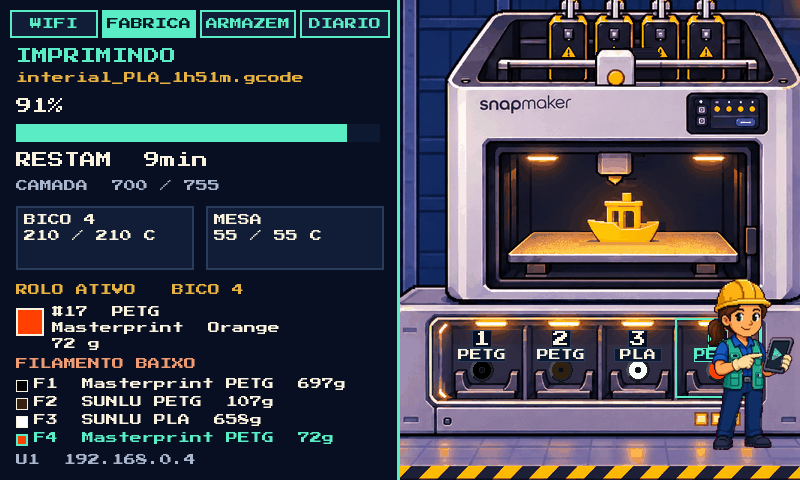 WIFI FABRICA ARMAZEM DIARIO
IMPRIMINDO
interial_PLA_1h51m.gcode
91%
RESTAM 9min
CAMADA 700 / 755
BICO 4
210 / 210 C
MESA
55 / 55 C
ROLO ATIVO BICO 4
#17 PETG
Masterprint Orange
72 g
FILAMENTO BAIXO
F1 Masterprint PETG 697g
F2 SUNLU PETG 107g
F3 SUNLU PLA 658g
F4 Masterprint PETG 72g
U1 192.168.0.4
snapmaker
1
PETG
2
PETG
3
PLA
PE